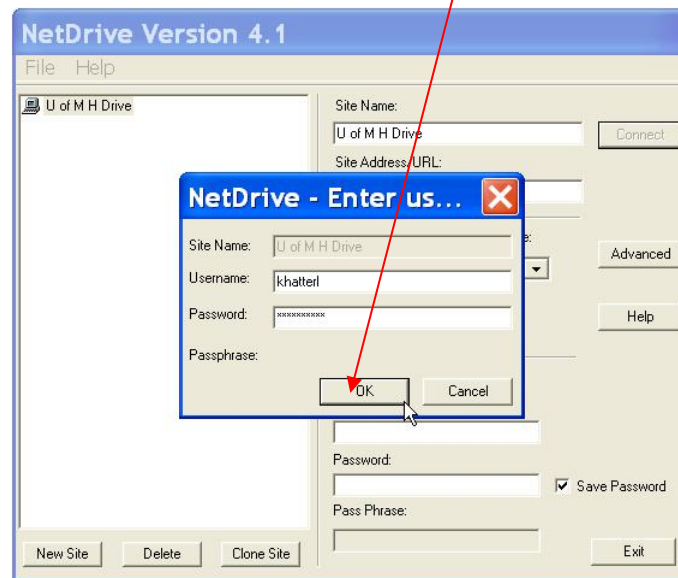 NetDrive Version 4.1
File Help
U of M H Drive
Site Name:
U of M H Drive
Connect
Site Address/URL:
NetDrive - Enter us...
Site Name: U of M H Drive
Username: khatterl
Password: xxxxxxxxxx
Passphrase:
OK Cancel
e:
Advanced
Help
Password:
Save Password
Pass Phrase:
New Site Delete Clone Site Exit